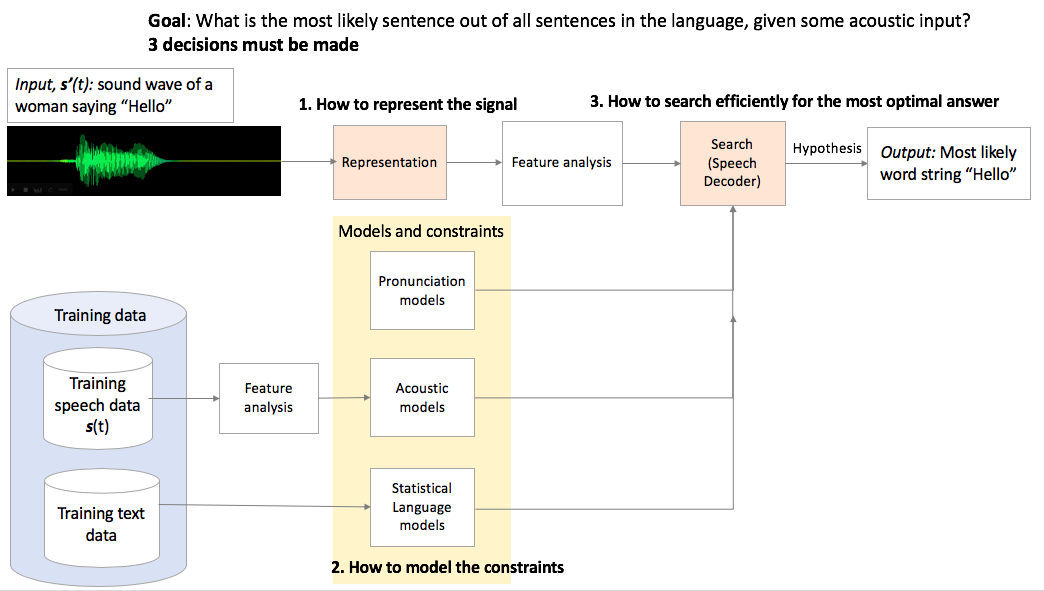 Goal: What is the most likely sentence out of all sentences in the language, given some acoustic input?
3 decisions must be made
Input, s’(t): sound wave of a
woman saying “Hello”
1. How to represent the signal
3. How to search efficiently for the most optimal answer
Representation
Feature analysis
Search
(Speech
Decoder)
Hypothesis
Output: Most likely
word string “Hello”
Models and constraints
Pronunciation
models
Training data
Training
speech data
s(t)
Feature
analysis
Acoustic
models
Training text
data
Statistical
Language
models
2. How to model the constraints